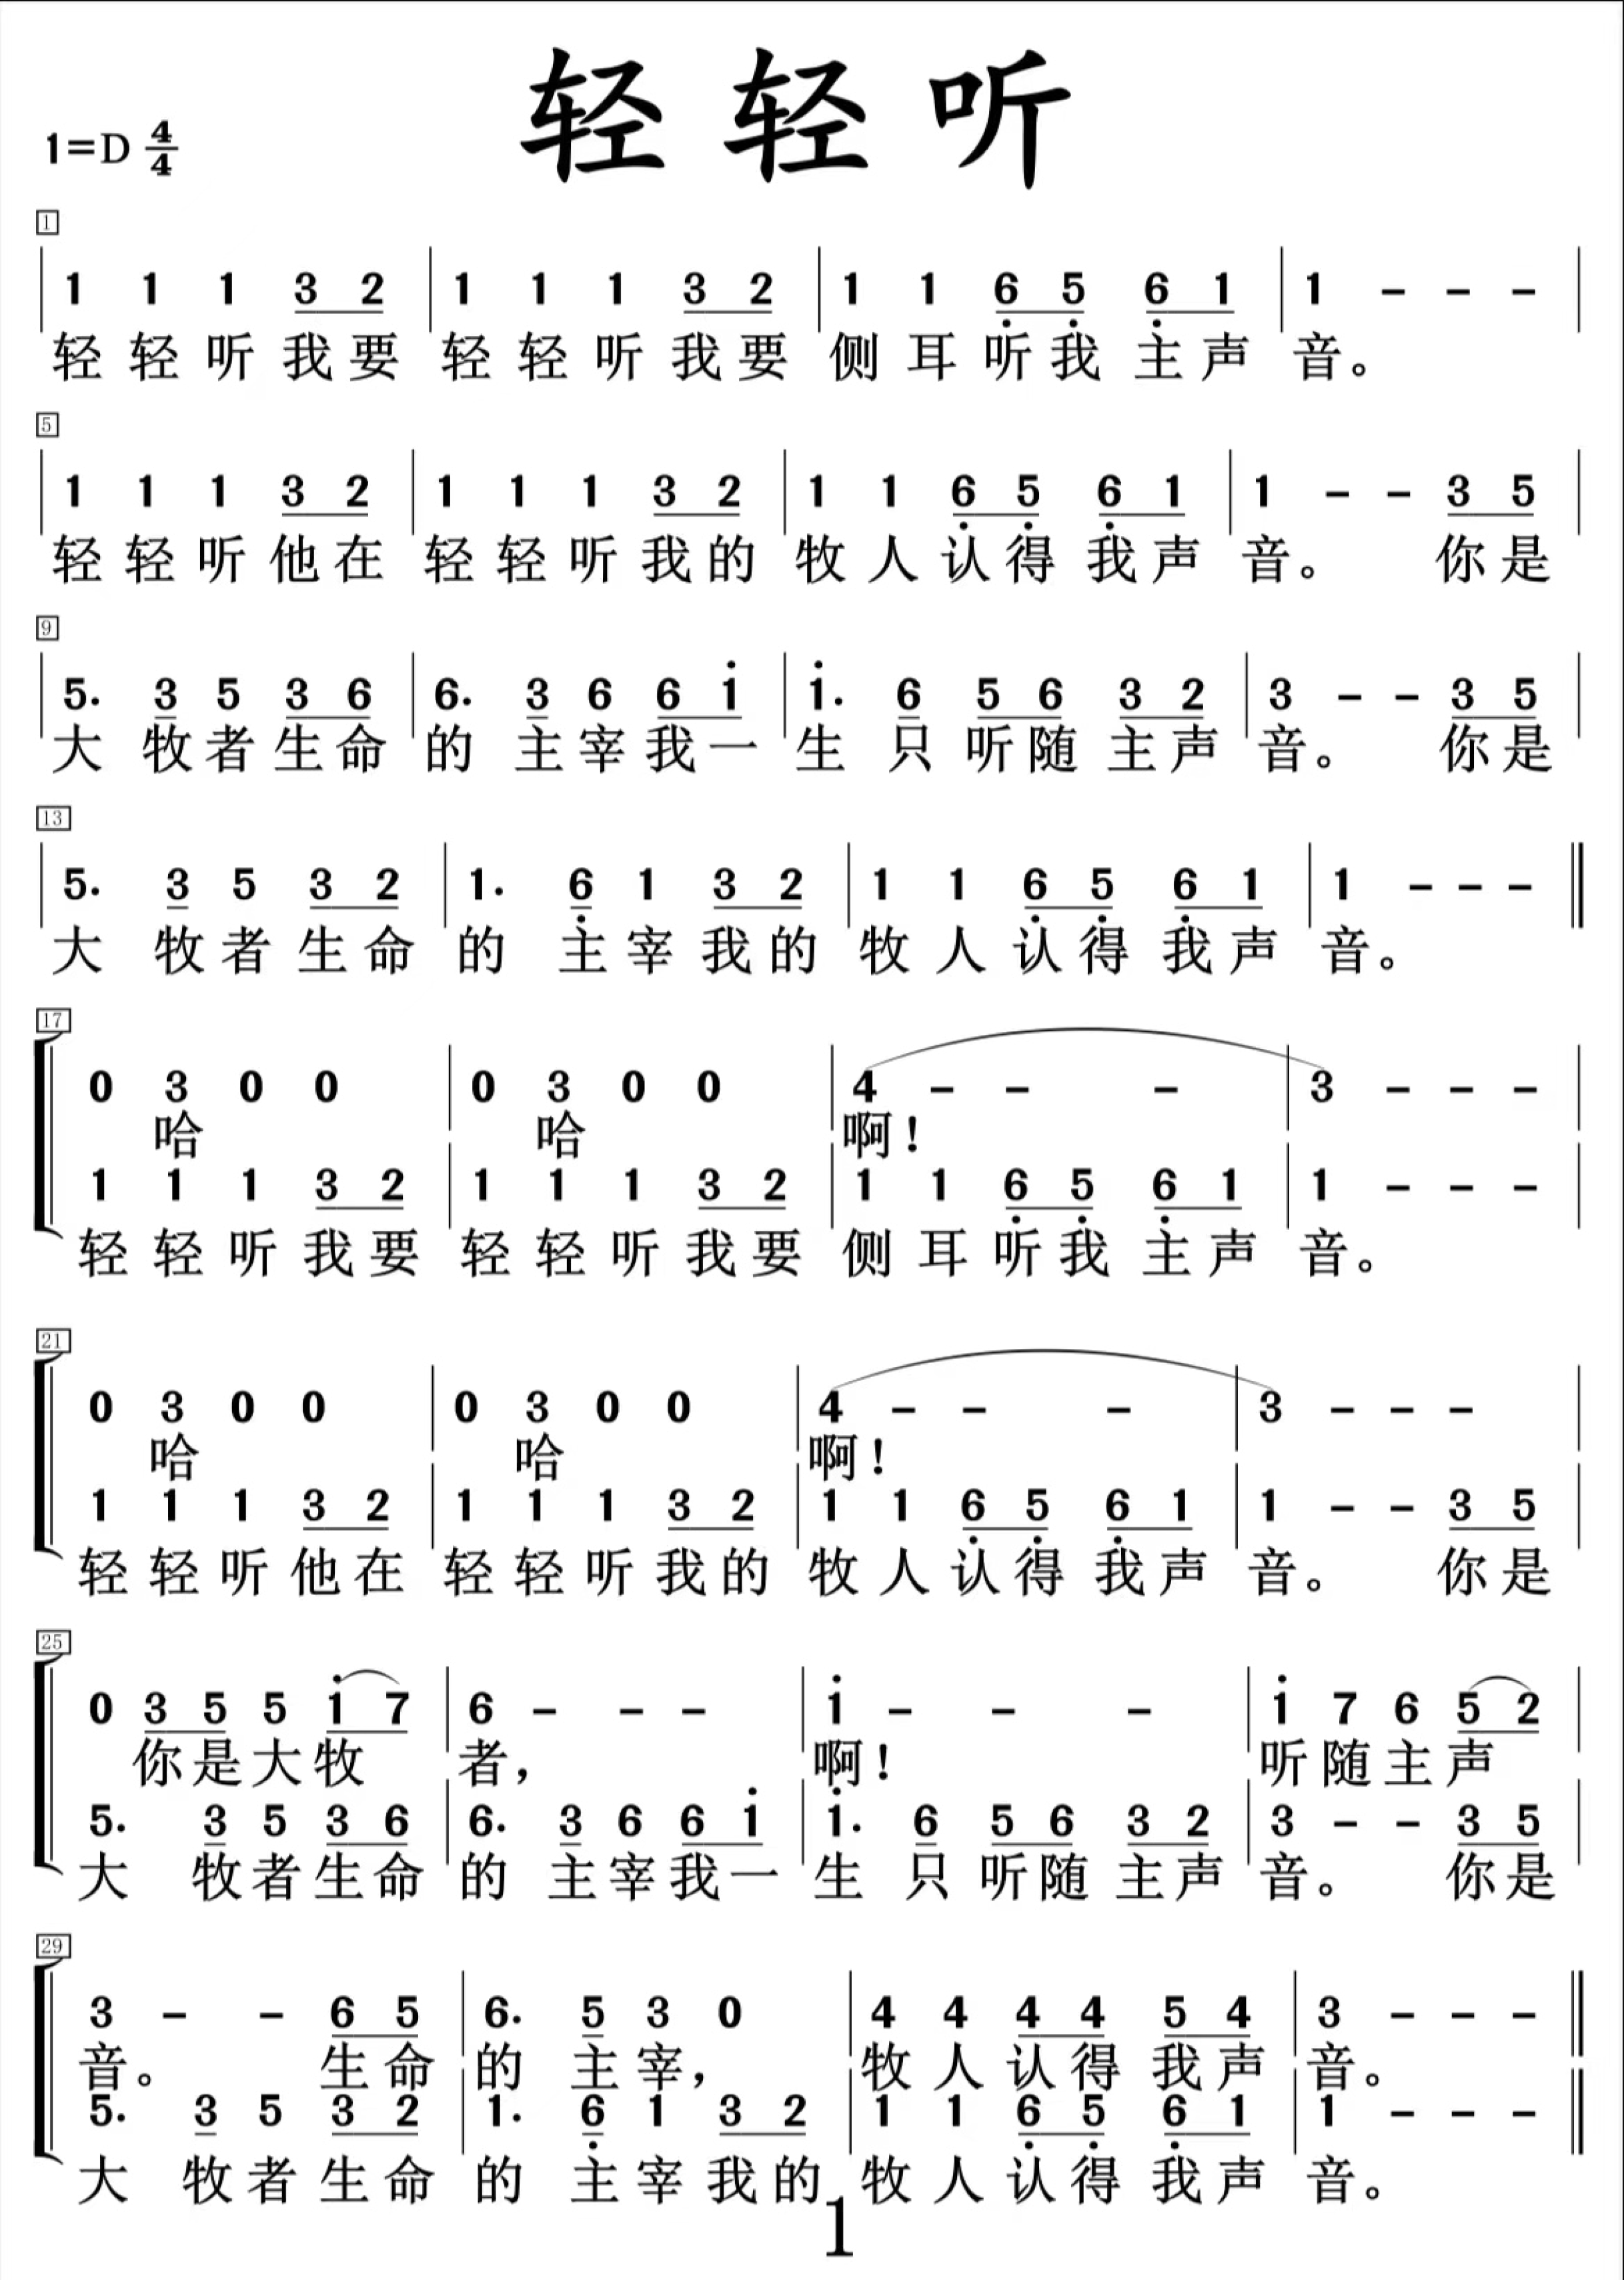 轻轻听
1=D 4/4
1
1 1 1 3 2 | 1 1 1 3 2 | 1 1 6̣ 5̣ 6̣ 1 | 1 - - -
轻轻听我要轻轻听我要侧耳听我主声音。
5
1 1 1 3 2 | 1 1 1 3 2 | 1 1 6̣ 5̣ 6̣ 1 | 1 - - 3 5
轻轻听他在轻轻听我的牧人认得我声音。 你是
9
5. 3 5 3 6 | 6. 3 6 6 1̇ | 1̇. 6 5 6 3 2 | 3 - - 3 5
大牧者生命的主宰我一生只听随主声音。 你是
13
5. 3 5 3 2 | 1. 6̣ 1 3 2 | 1 1 6̣ 5̣ 6̣ 1 | 1 - - -
大牧者生命的主宰我的牧人认得我声音。
17
0 3 0 0 | 0 3 0 0 | 4 - - - | 3 - - -
哈 哈 啊!
1 1 1 3 2 | 1 1 1 3 2 | 1 1 6̣ 5̣ 6̣ 1 | 1 - - -
轻轻听我要轻轻听我要侧耳听我主声音。
21
0 3 0 0 | 0 3 0 0 | 4 - - - | 3 - - -
哈 哈 啊!
1 1 1 3 2 | 1 1 1 3 2 | 1 1 6̣ 5̣ 6̣ 1 | 1 - - 3 5
轻轻听他在轻轻听我的牧人认得我声音。 你是
25
0 3 5 5 1̇ 7 | 6 - - - | 1̇ - - - | 1̇ 7 6 5 2
你是大牧者, 啊! 听随主声
5. 3 5 3 6 | 6. 3 6 6 1̇ | 1̇. 6 5 6 3 2 | 3 - - 3 5
大牧者生命的主宰我一生只听随主声音。 你是
29
3 - - 6 5 | 6. 5 3 0 | 4 4 4 4 5 4 | 3 - - -
音。 生命的主宰, 牧人认得我声音。
5. 3 5 3 2 | 1. 6̣ 1 3 2 | 1 1 6̣ 5̣ 6̣ 1 | 1 - - -
大牧者生命的主宰我的牧人认得我声音。
1